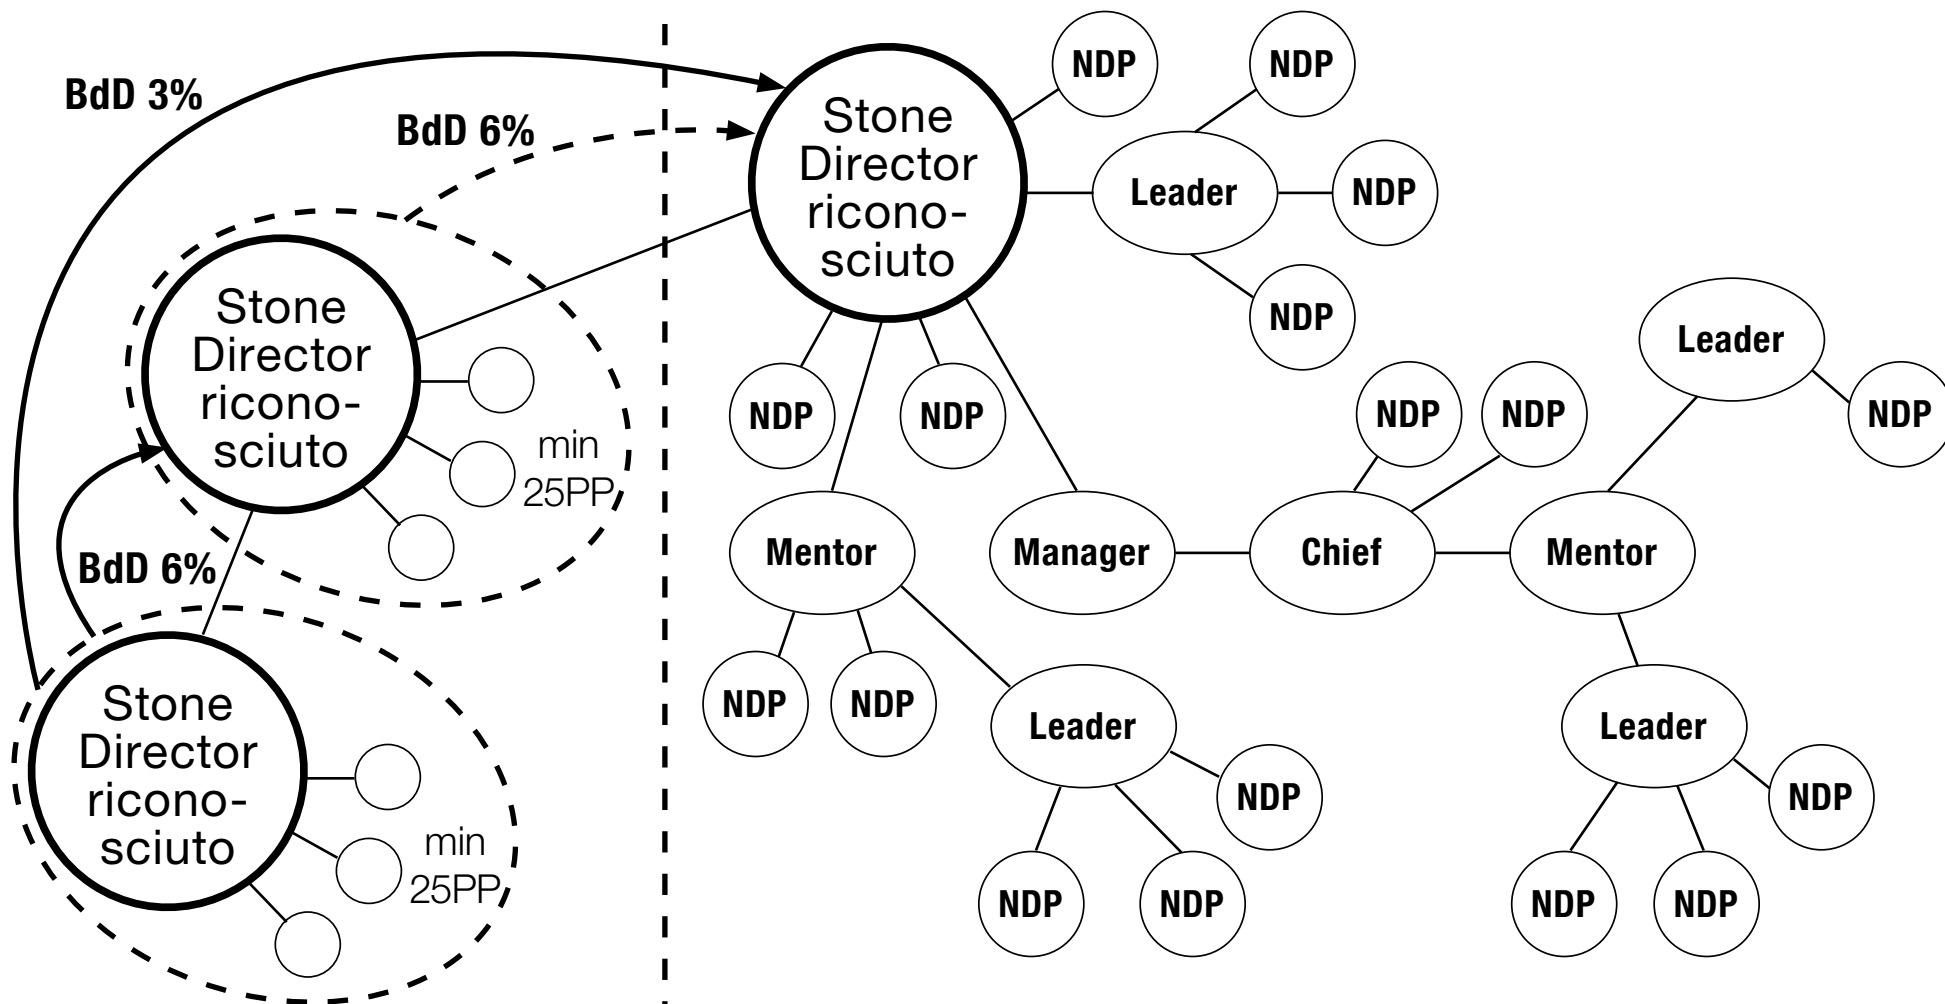 BdD 3%
BdD 6%
Stone
Director
ricono-
sciuto
min
25PP
BdD 6%
Stone
Director
ricono-
sciuto
min
25PP
Stone
Director
ricono-
sciuto
NDP
NDP
Leader
NDP
NDP
Leader
NDP
NDP
NDP
NDP
NDP
Mentor
Manager
Chief
Mentor
NDP
NDP
Leader
NDP
NDP
NDP
Leader
NDP
NDP
NDP